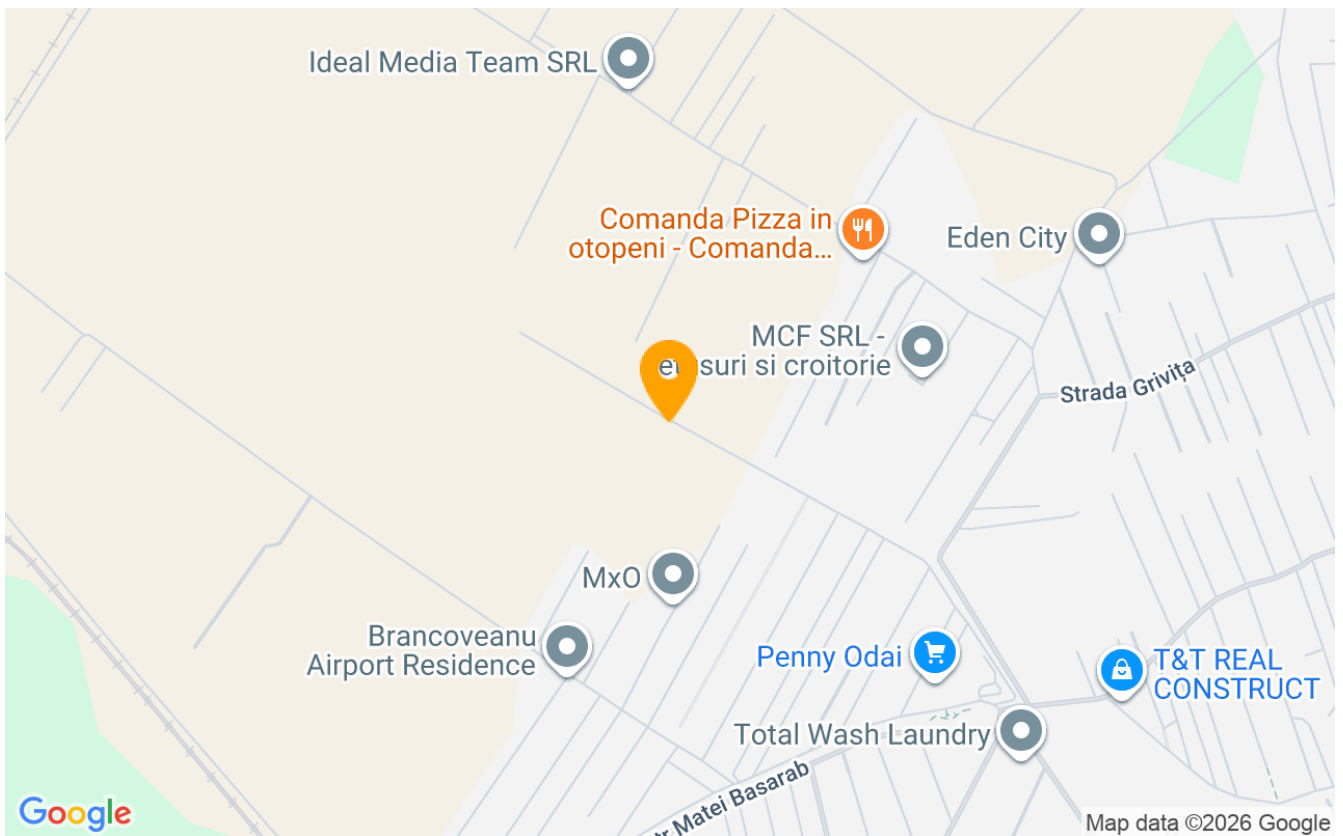 Ideal Media Team SRL
Comanda Pizza in
otopeni - Comanda...
Eden City
MCF SRL -
suri si croitorie
Strada Grivița
MxO
Brancoveanu
Airport Residence
Penny Odai
T&T REAL
CONSTRUCT
Total Wash Laundry
tr Matei Basarab
Google
Map data ©2026 Google